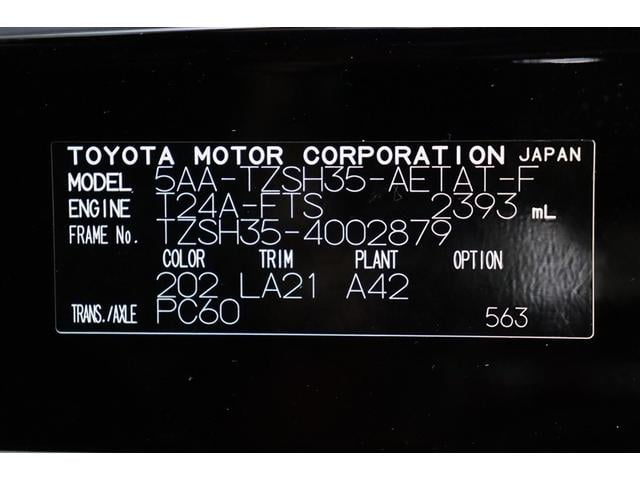 TOYOTA MOTOR CORPORATION JAPAN
MODEL 5AA-TZSH35-AETAT-F
ENGINE T24A-FTS 2393 mL
FRAME No. TZSH35-4002879
COLOR TRIM PLANT OPTION
202 LA21 A42
TRANS./AXLE PC60 563